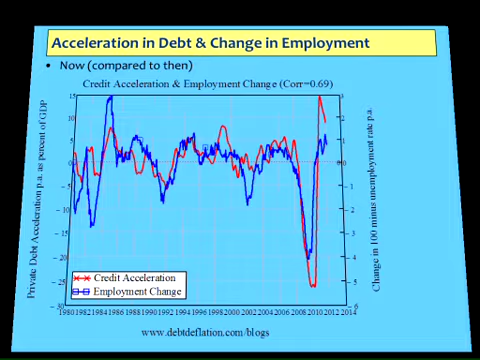 Acceleration in Debt & Change in Employment
• Now (compared to then)
Credit Acceleration & Employment Change (Corr=0.69)
Private Debt Acceleration p.a. as percent of GDP
15
10
5
0
− 5
− 10
− 15
− 20
− 25
− 30
3
2
1
0
− 1
− 2
− 3
− 4
− 5
− 6
Change in 100 minus unemployment rate p.a.
Credit Acceleration
Employment Change
1980 1982 1984 1986 1988 1990 1992 1994 1996 1998 2000 2002 2004 2006 2008 2010 2012 2014
www.debtdeflation.com/blogs